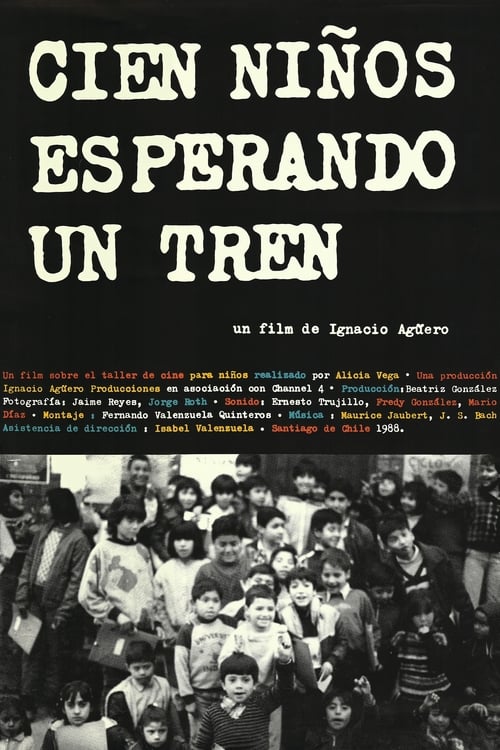 CIEN NIÑOS
ESPERANDO
UN TREN
un film de Ignacio Agüero
Un film sobre el taller de cine para niños realizado por Alicia Vega • Una producción
Ignacio Agüero Producciones en asociación con Channel 4 • Producción:Beatriz González
Fotografía: Jaime Reyes, Jorge Roth • Sonido: Ernesto Trujillo, Fredy González, Mario
Díaz • Montaje : Fernando Valenzuela Quinteros • Música : Maurice Jaubert, J. S. Bach
Asistencia de dirección : Isabel Valenzuela • Santiago de Chile 1988.